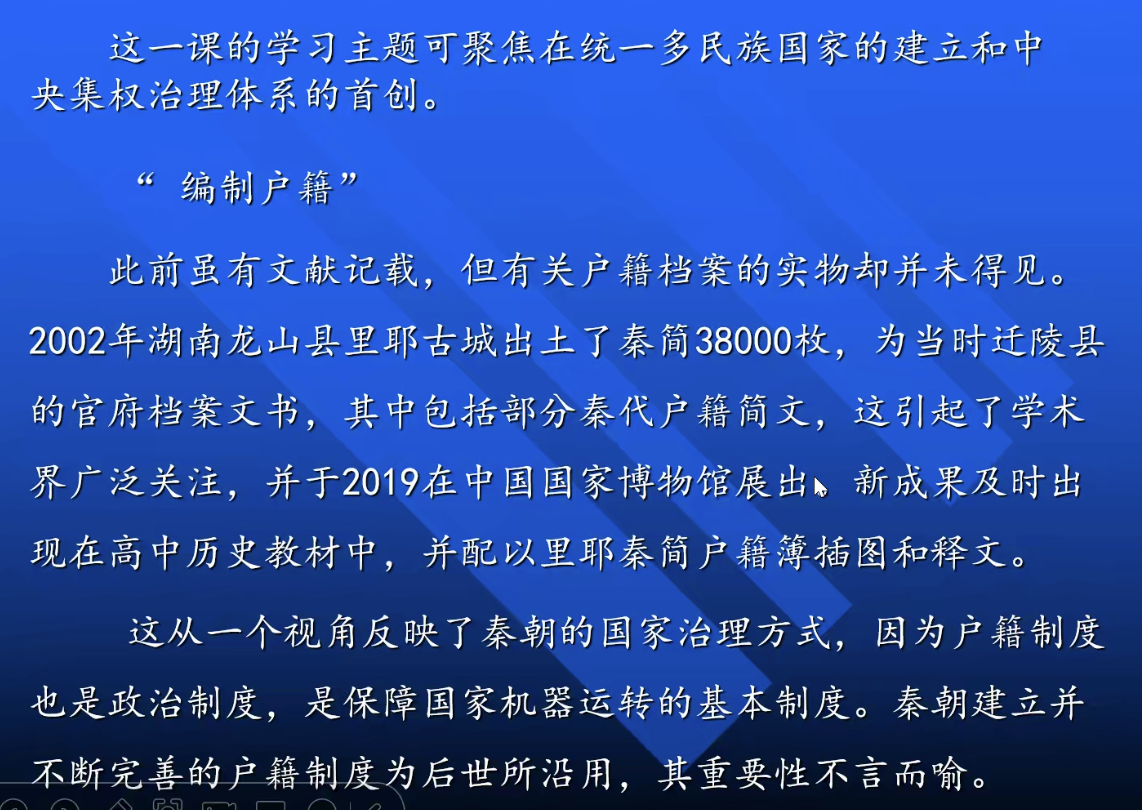 这一课的学习主题可聚焦在统一多民族国家的建立和中
央集权治理体系的首创。
“ 编制户籍”
此前虽有文献记载，但有关户籍档案的实物却并未得见。
2002年湖南龙山县里耶古城出土了秦简38000枚，为当时迁陵县
的官府档案文书，其中包括部分秦代户籍简文，这引起了学术
界广泛关注，并于2019在中国国家博物馆展出。新成果及时出
现在高中历史教材中，并配以里耶秦简户籍簿插图和释文。
这从一个视角反映了秦朝的国家治理方式，因为户籍制度
也是政治制度，是保障国家机器运转的基本制度。秦朝建立并
不断完善的户籍制度为后世所沿用，其重要性不言而喻。